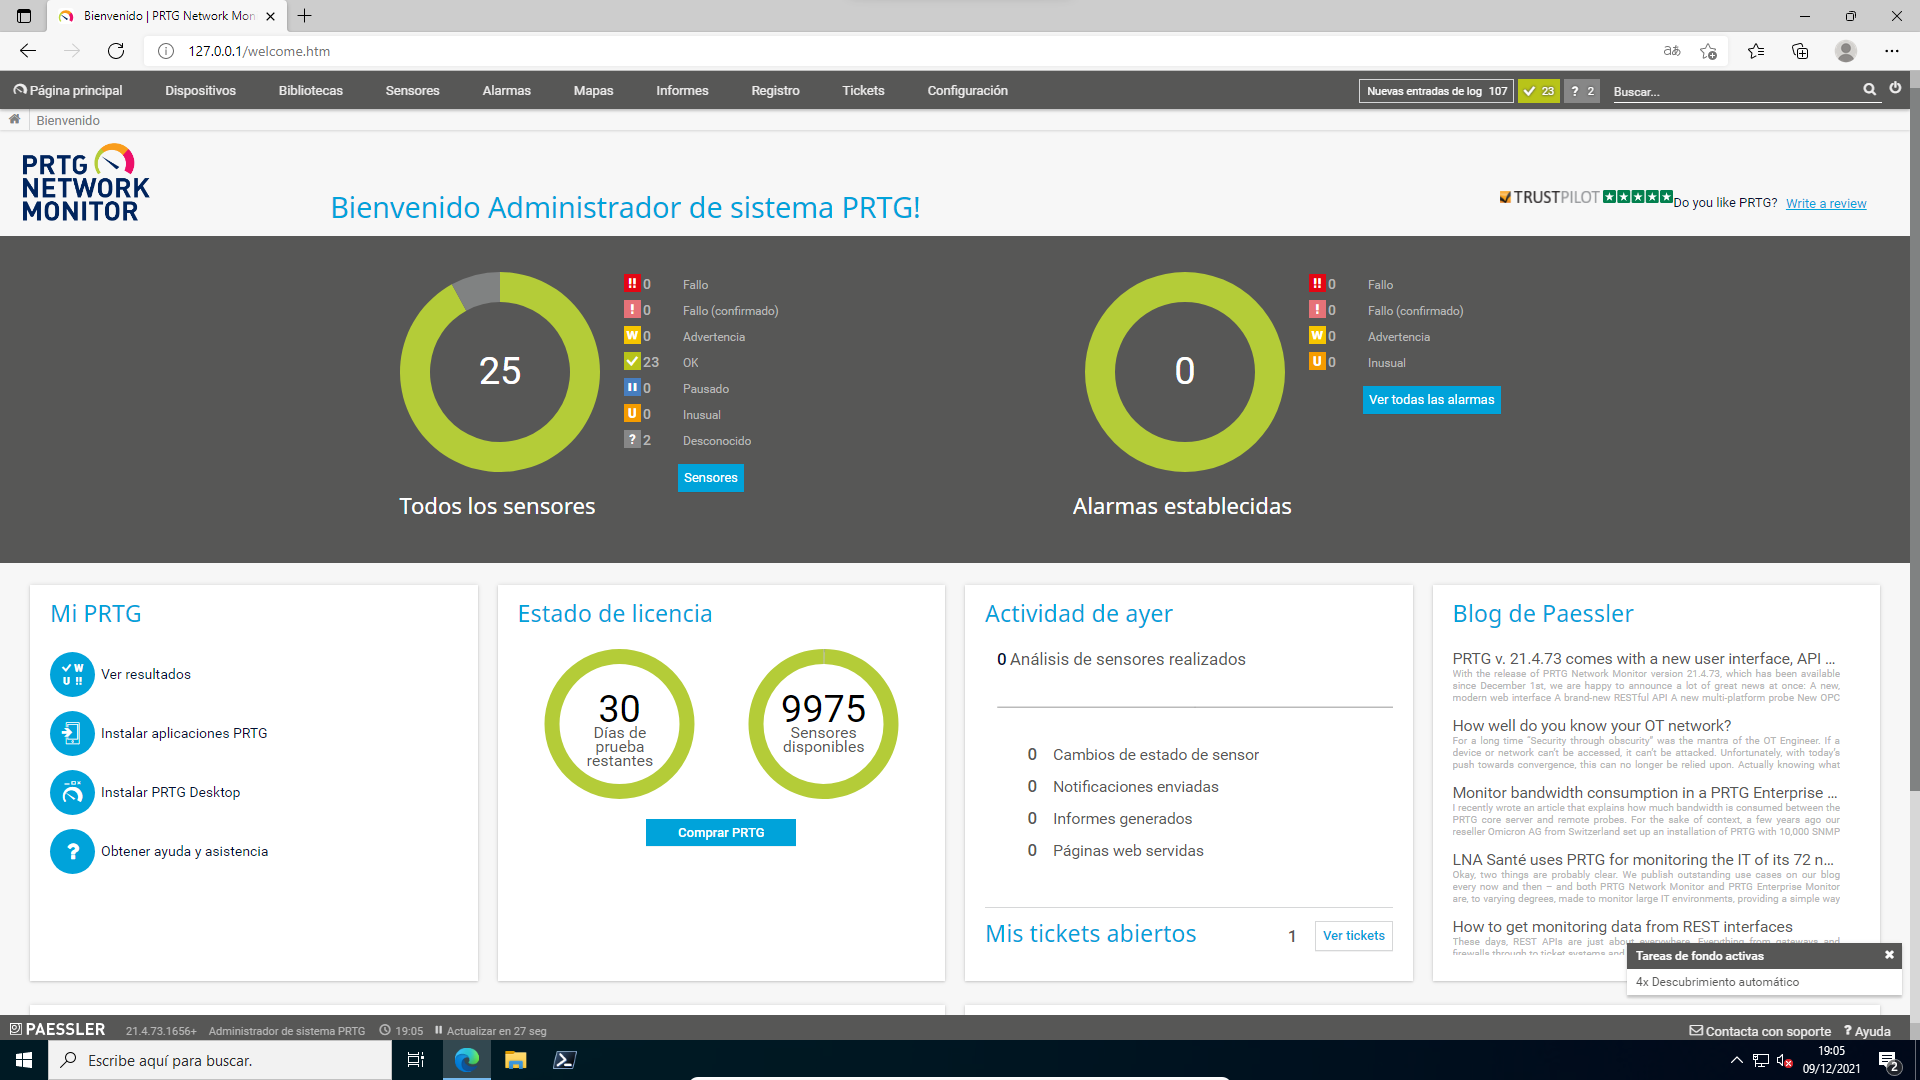 Bienvenido | PRTG Network Mon
127.0.0.1/welcome.htm
Página principal Dispositivos Bibliotecas Sensores Alarmas Mapas Informes Registro Tickets Configuración
Nuevas entradas de log 107 23 ? 2 Buscar...
Bienvenido
PRTG
NETWORK
MONITOR
Bienvenido Administrador de sistema PRTG!
TRUSTPILOT Do you like PRTG? Write a review
25
!! 0 Fallo
! 0 Fallo (confirmado)
W 0 Advertencia
23 OK
0 Pausado
U 0 Inusual
? 2 Desconocido
Sensores
Todos los sensores
0
!! 0 Fallo
! 0 Fallo (confirmado)
W 0 Advertencia
U 0 Inusual
Ver todas las alarmas
Alarmas establecidas
Mi PRTG
W U !! Ver resultados
Instalar aplicaciones PRTG
Instalar PRTG Desktop
? Obtener ayuda y asistencia
Estado de licencia
30
Días de
prueba
restantes
9975
Sensores
disponibles
Comprar PRTG
Actividad de ayer
0 Análisis de sensores realizados
0 Cambios de estado de sensor
0 Notificaciones enviadas
0 Informes generados
0 Páginas web servidas
Mis tickets abiertos 1 Ver tickets
Blog de Paessler
PRTG v. 21.4.73 comes with a new user interface, API ...
With the release of PRTG Network Monitor version 21.4.73, which has been available
since December 1st, we are happy to announce a lot of great news at once: A new,
modern web interface A brand-new RESTful API A new multi-platform probe New OPC
How well do you know your OT network?
For a long time “Security through obscurity” was the mantra of the OT Engineer. If a
device or network can't be accessed, it can't be attacked. Unfortunately, with today's
push towards convergence, this can no longer be relied upon. Actually knowing what
Monitor bandwidth consumption in a PRTG Enterprise ...
I recently wrote an article that explains how much bandwidth is consumed between the
PRTG core server and remote probes. For the sake of context, a few years ago our
reseller Omicron AG from Switzerland set up an installation of PRTG with 10,000 SNMP
LNA Santé uses PRTG for monitoring the IT of its 72 n...
Okay, two things are probably clear. We publish outstanding use cases on our blog
every now and then – and both PRTG Network Monitor and PRTG Enterprise Monitor
are, to varying degrees, made to monitor large IT environments, providing a simple way
How to get monitoring data from REST interfaces
These days, REST APIs are just about everywhere. Everything from gateways and
firewalls through to ticket systems and
Tareas de fondo activas
4x Descubrimiento automático
PAESSLER 21.4.73.1656+ Administrador de sistema PRTG 19:05 Actualizar en 27 seg
Contacta con soporte ? Ayuda
Escribe aquí para buscar.
19:05
09/12/2021
2